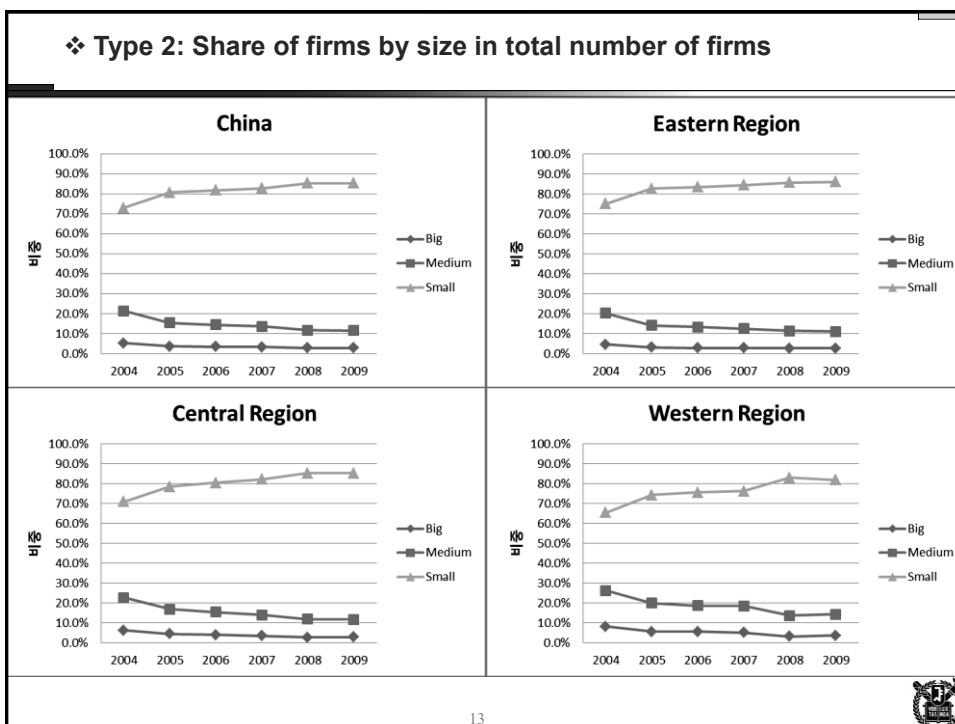 ❖ Type 2: Share of firms by size in total number of firms
China
100.0%
90.0%
80.0%
70.0%
60.0%
50.0%
40.0%
30.0%
20.0%
10.0%
0.0%
비중
2004 2005 2006 2007 2008 2009
Big
Medium
Small
Eastern Region
100.0%
90.0%
80.0%
70.0%
60.0%
50.0%
40.0%
30.0%
20.0%
10.0%
0.0%
비중
2004 2005 2006 2007 2008 2009
Big
Medium
Small
Central Region
100.0%
90.0%
80.0%
70.0%
60.0%
50.0%
40.0%
30.0%
20.0%
10.0%
0.0%
비중
2004 2005 2006 2007 2008 2009
Big
Medium
Small
Western Region
100.0%
90.0%
80.0%
70.0%
60.0%
50.0%
40.0%
30.0%
20.0%
10.0%
0.0%
비중
2004 2005 2006 2007 2008 2009
Big
Medium
Small
13